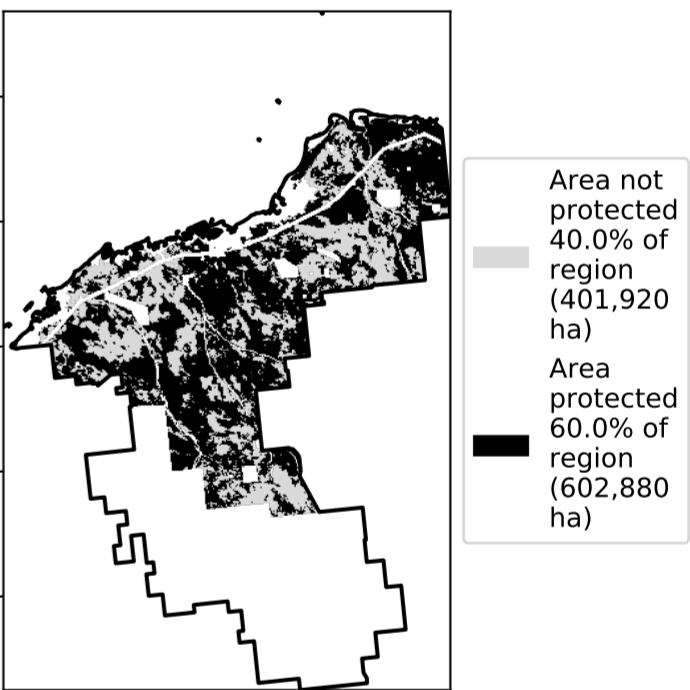 Area not
protected
40.0% of
region
(401,920
ha)
Area
protected
60.0% of
region
(602,880
ha)